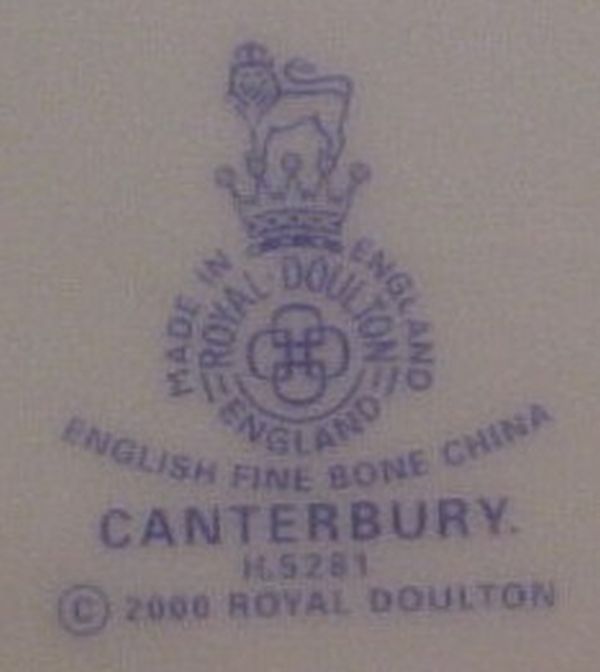 MADE IN ENGLAND
ROYAL DOULTON
ENGLAND
ENGLISH FINE BONE CHINA
CANTERBURY.
H.5281
© 2000 ROYAL DOULTON